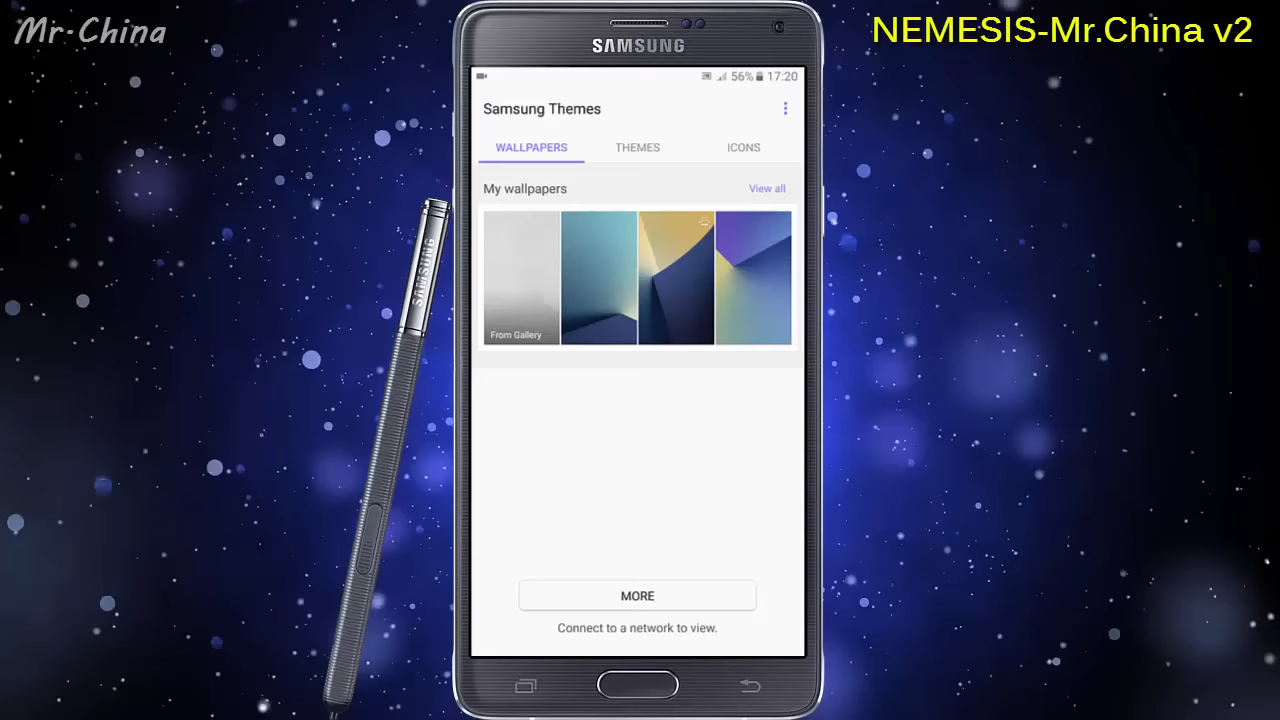 Mr.China
NEMESIS-Mr.China v2
SAMSUNG
56% 17:20
Samsung Themes
WALLPAPERS THEMES ICONS
My wallpapers View all
From Gallery
SAMSUNG
MORE
Connect to a network to view.